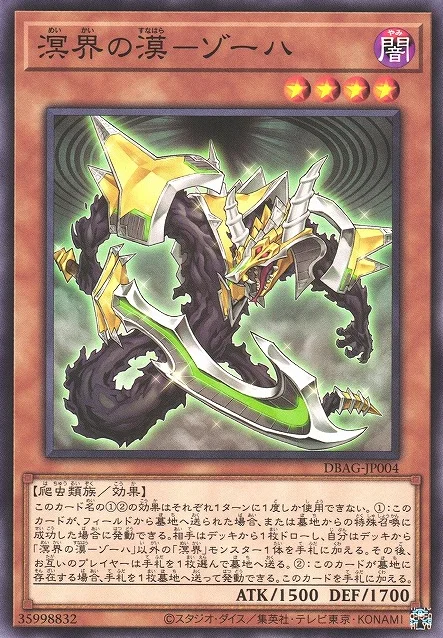 溟界の漠－ゾーハ
闇
DBAG-JP004
【爬虫類族／効果】
このカード名の①②の効果はそれぞれ1ターンに1度しか使用できない。①：この
カードが、フィールドから墓地へ送られた場合、または墓地からの特殊召喚に
成功した場合に発動できる。相手はデッキから1枚ドローし、自分はデッキから
「溟界の漠－ゾーハ」以外の「溟界」モンスター1体を手札に加える。その後、
お互いのプレイヤーは手札を1枚選んで墓地へ送る。②：このカードが墓地に
存在する場合、手札を1枚墓地へ送って発動できる。このカードを手札に加える。
ATK/1500 DEF/1700
35998832
©スタジオ・ダイス／集英社・テレビ東京・KONAMI